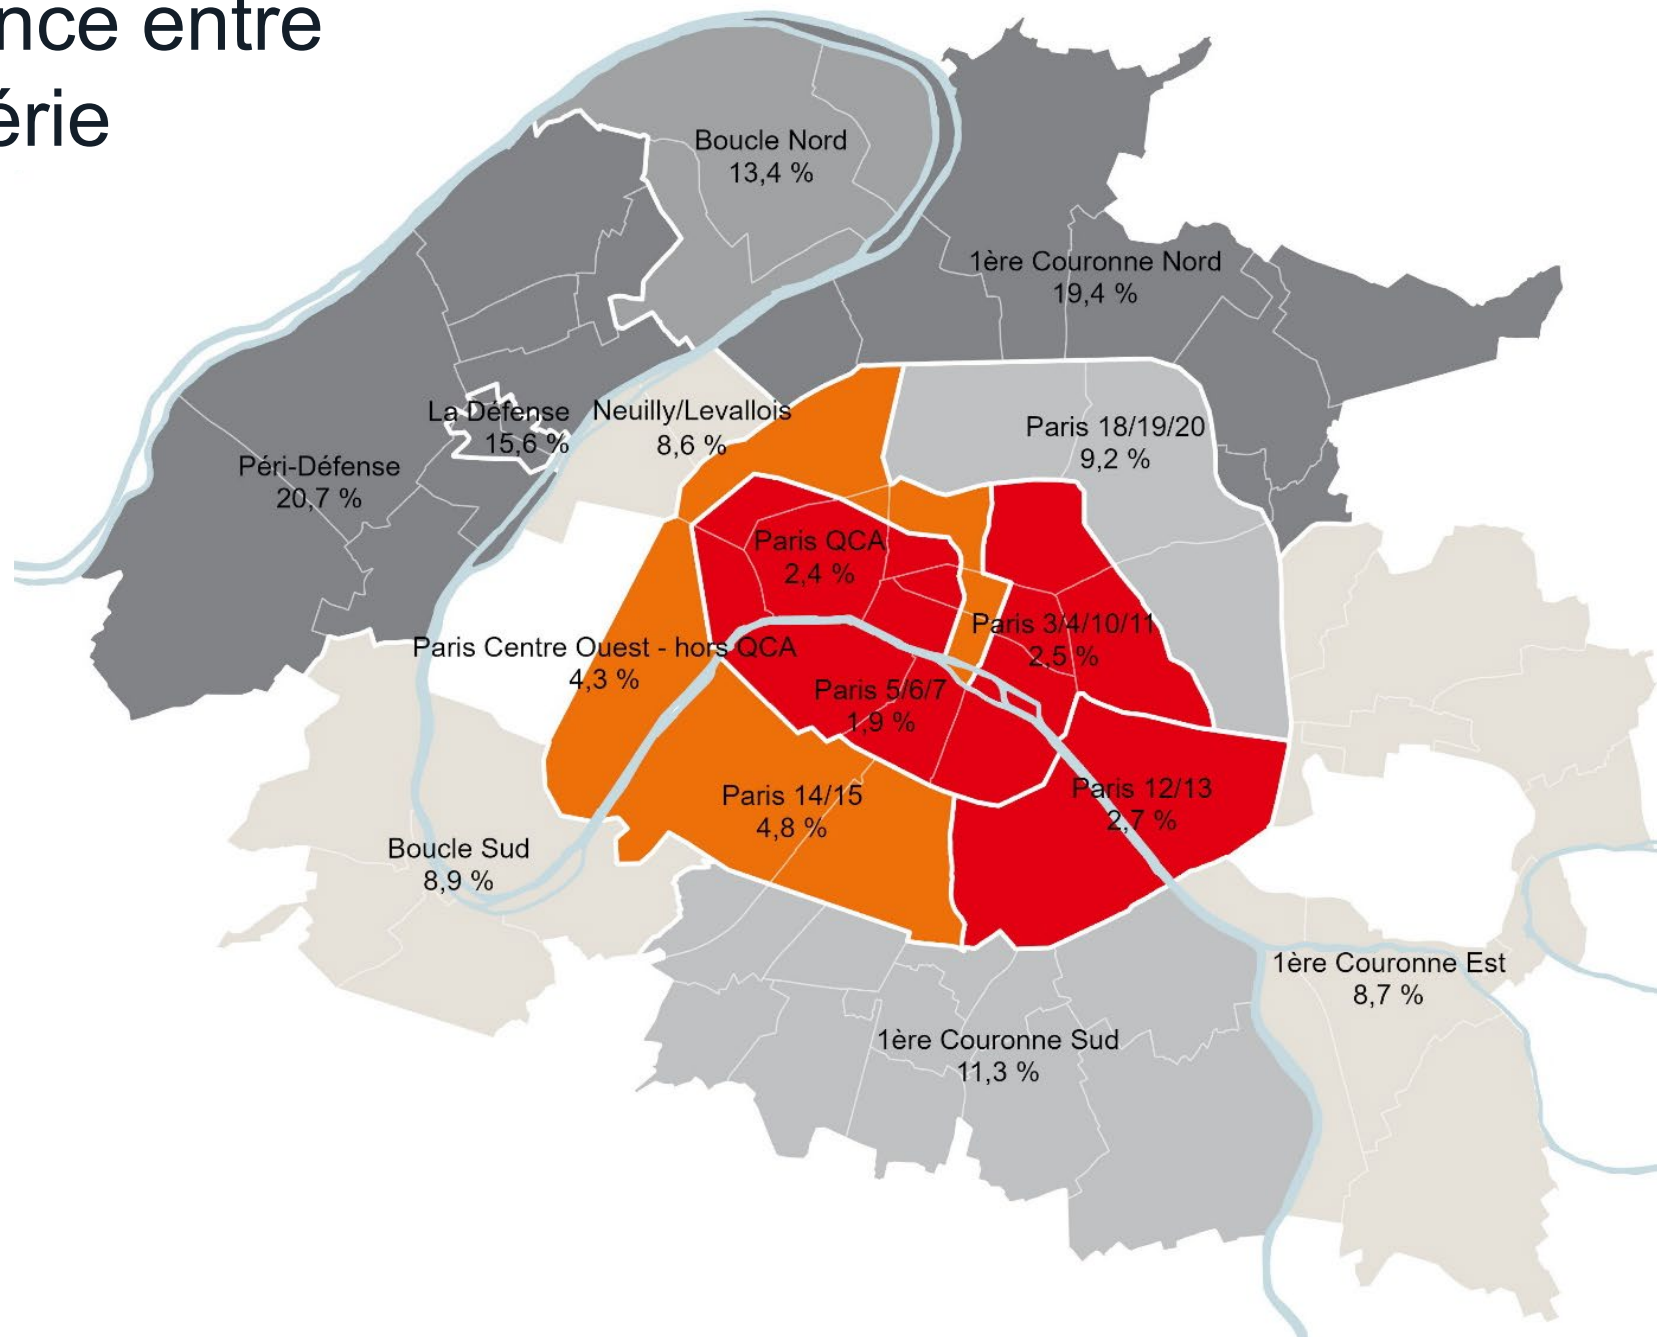 nce entre
érie
Boucle Nord
13,4 %
1ère Couronne Nord
19,4 %
La Défense
15,6 %
Neuilly/Levallois
8,6 %
Paris 18/19/20
9,2 %
Péri-Défense
20,7 %
Paris QCA
2,4 %
Paris 3/4/10/11
2,5 %
Paris Centre Ouest - hors QCA
4,3 %
Paris 5/6/7
1,9 %
Paris 14/15
4,8 %
Paris 12/13
2,7 %
Boucle Sud
8,9 %
1ère Couronne Est
8,7 %
1ère Couronne Sud
11,3 %